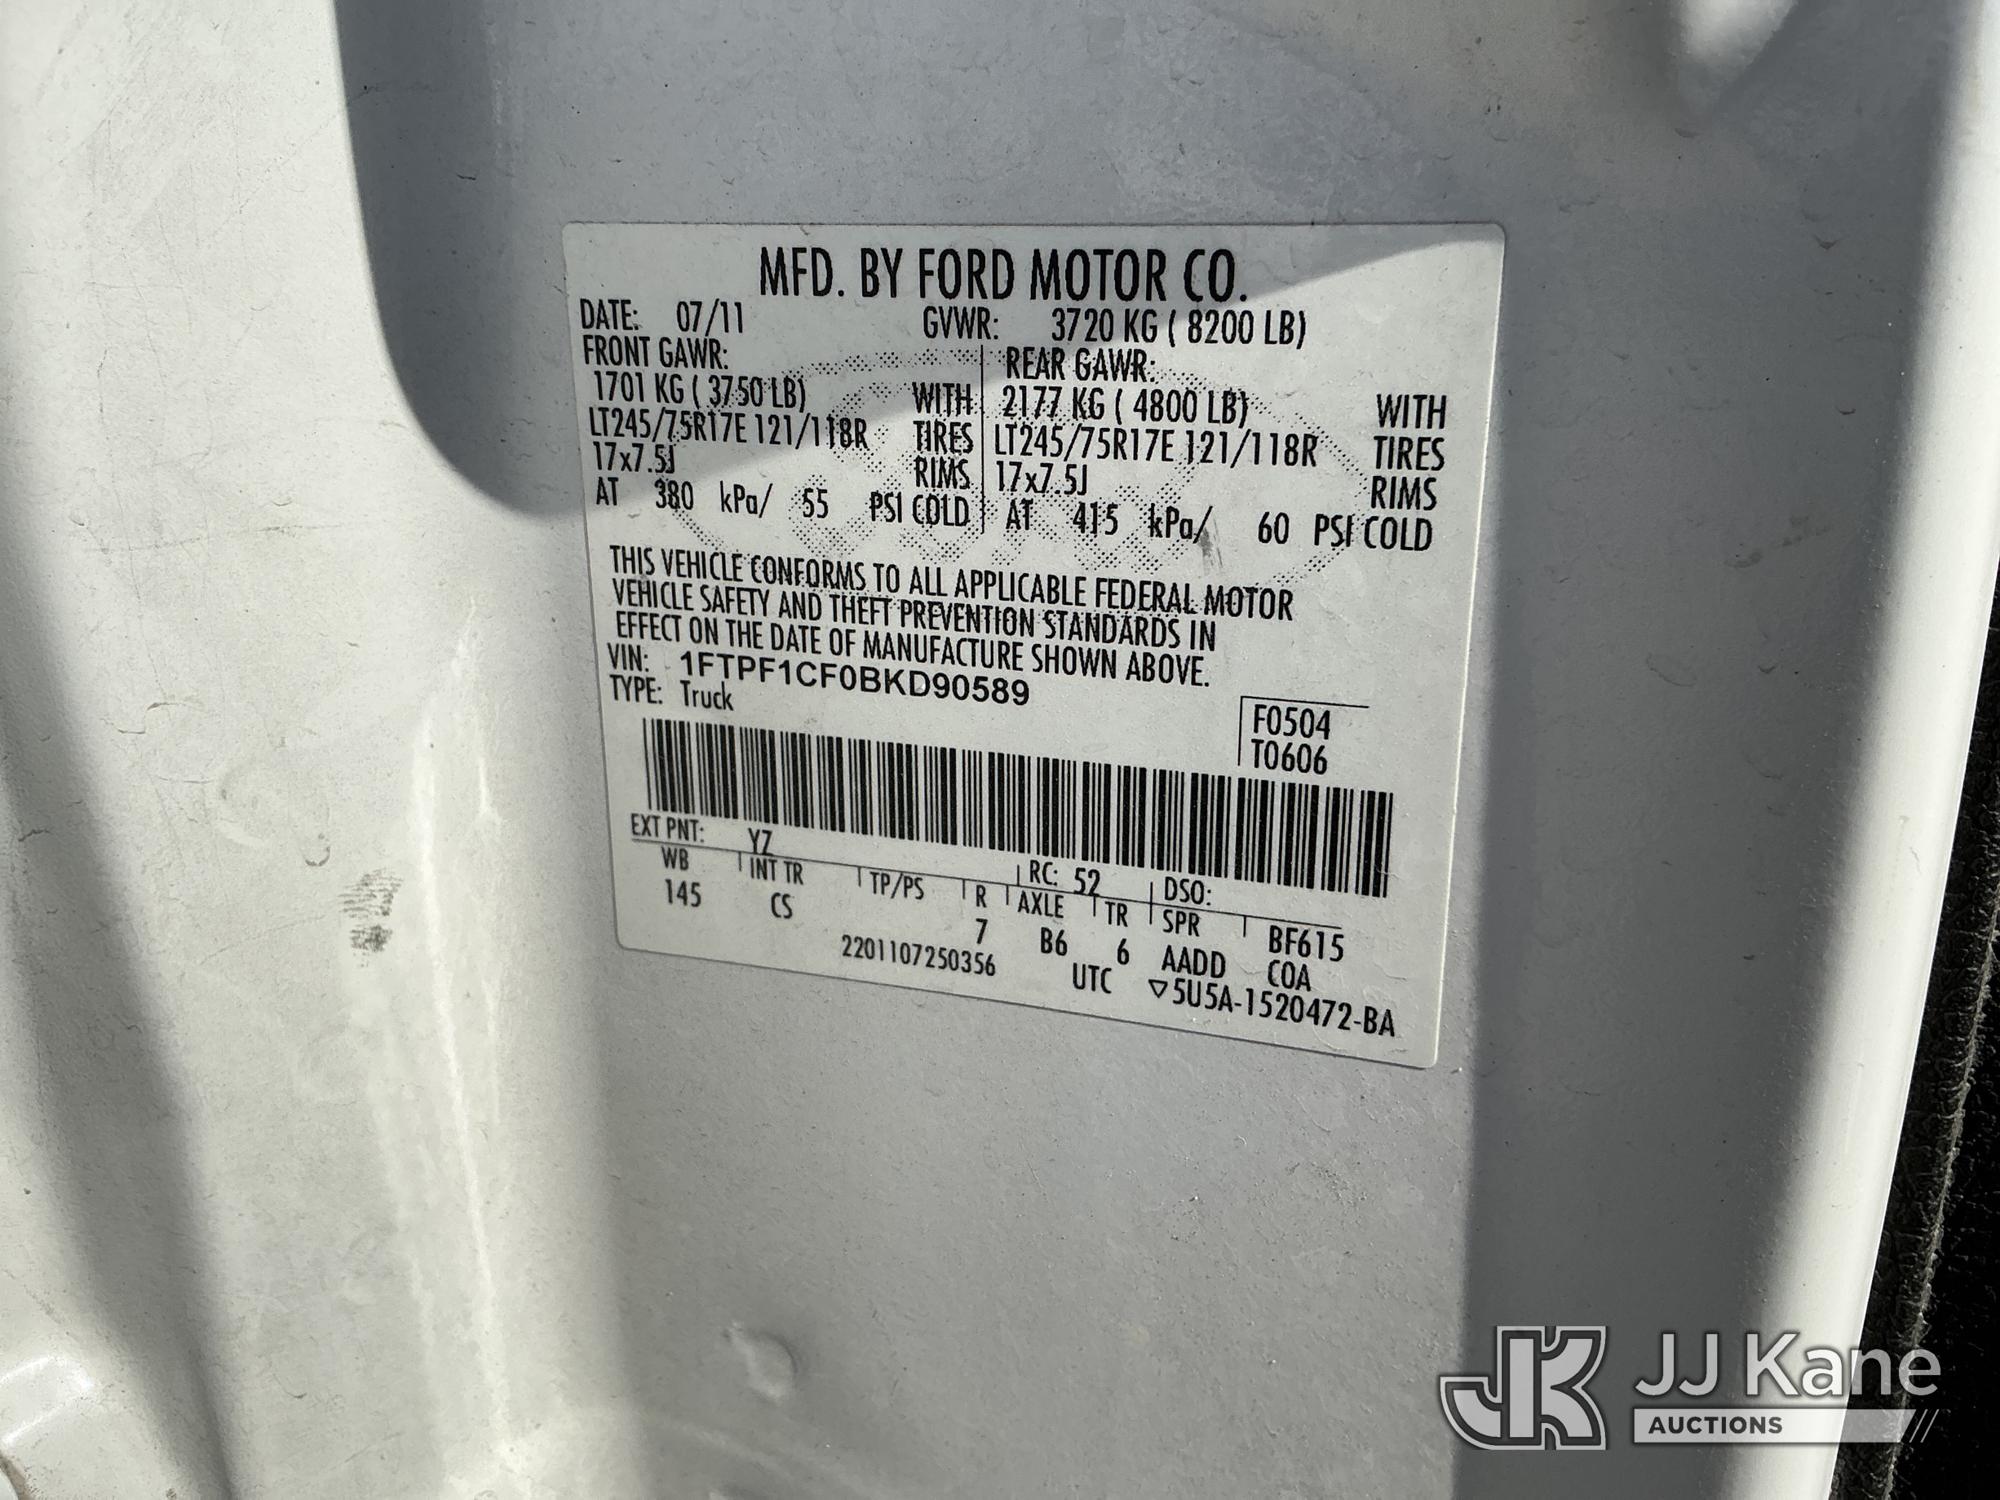 MFD. BY FORD MOTOR CO.
DATE: 07/11 GVWR: 3720 KG ( 8200 LB)
FRONT GAWR: REAR GAWR:
1701 KG ( 3750 LB) WITH 2177 KG ( 4800 LB) WITH
LT245/75R17E 121/118R TIRES LT245/75R17E 121/118R TIRES
17x7.5J RIMS 17x7.5J RIMS
AT 380 kPa/ 55 PSI COLD AT 415 kPa/ 60 PSI COLD
THIS VEHICLE CONFORMS TO ALL APPLICABLE FEDERAL MOTOR
VEHICLE SAFETY AND THEFT PREVENTION STANDARDS IN
EFFECT ON THE DATE OF MANUFACTURE SHOWN ABOVE.
VIN: 1FTPF1CF0BKD90589
TYPE: Truck
F0504
T0606
EXT PNT: YZ RC: 52 DSO:
WB INT TR TP/PS R AXLE TR SPR BF615
145 CS 7 B6 6 AADD COA
2201107250356 UTC ▽5U5A-1520472-BA
JK JJ Kane
AUCTIONS